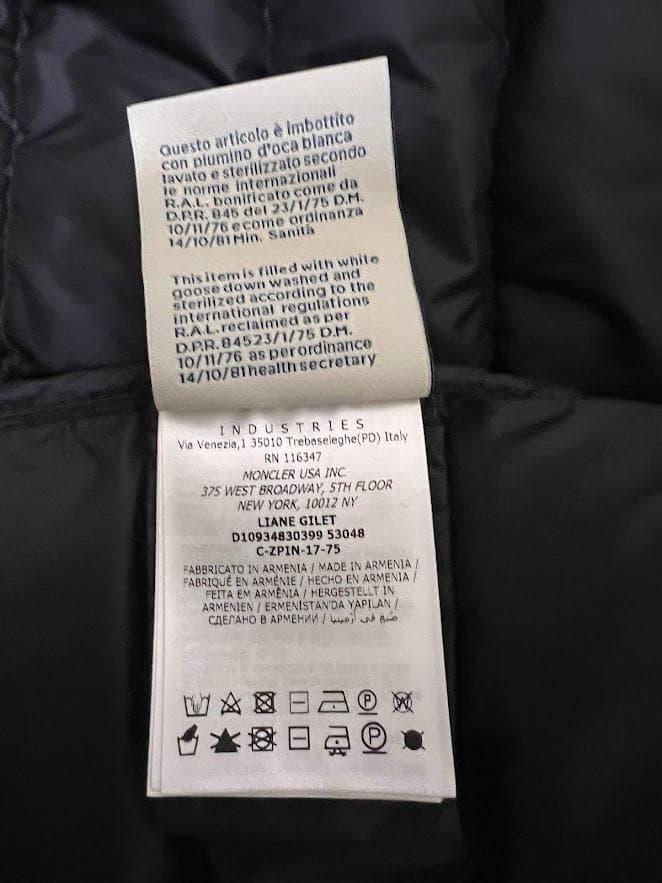 Questo articolo è imbottito
con piumino d'oca bianca
lavato e sterilizzato secondo
le norme internazionali
R.A.L. bonificato come da
D.P.R. 845 del 23/1/75 D.M.
10/11/76 e come ordinanza
14/10/81 Min. Sanità
This item is filled with white
goose down washed and
sterilized according to the
international regulations
R.A.L. reclaimed as per
D.P.R. 84523/1/75 D.M.
10/11/76 as per ordinance
14/10/81 health secretary
INDUSTRIES
Via Venezia,1 35010 Trebaseleghe(PD) Italy
RN 116347
MONCLER USA INC.
375 WEST BROADWAY, 5TH FLOOR
NEW YORK, 10012 NY
LIANE GILET
D10934830399 53048
C-ZPIN-17-75
FABBRICATO IN ARMENIA / MADE IN ARMENIA /
FABRIQUÉ EN ARMÉNIE / HECHO EN ARMENIA /
FEITA EM ARMÊNIA / HERGESTELLT IN
ARMENIEN / ERMENİSTAN'DA YAPILAN /
СДЕЛАНО В АРМЕНИИ / صنع في أرمينيا
P
W
P